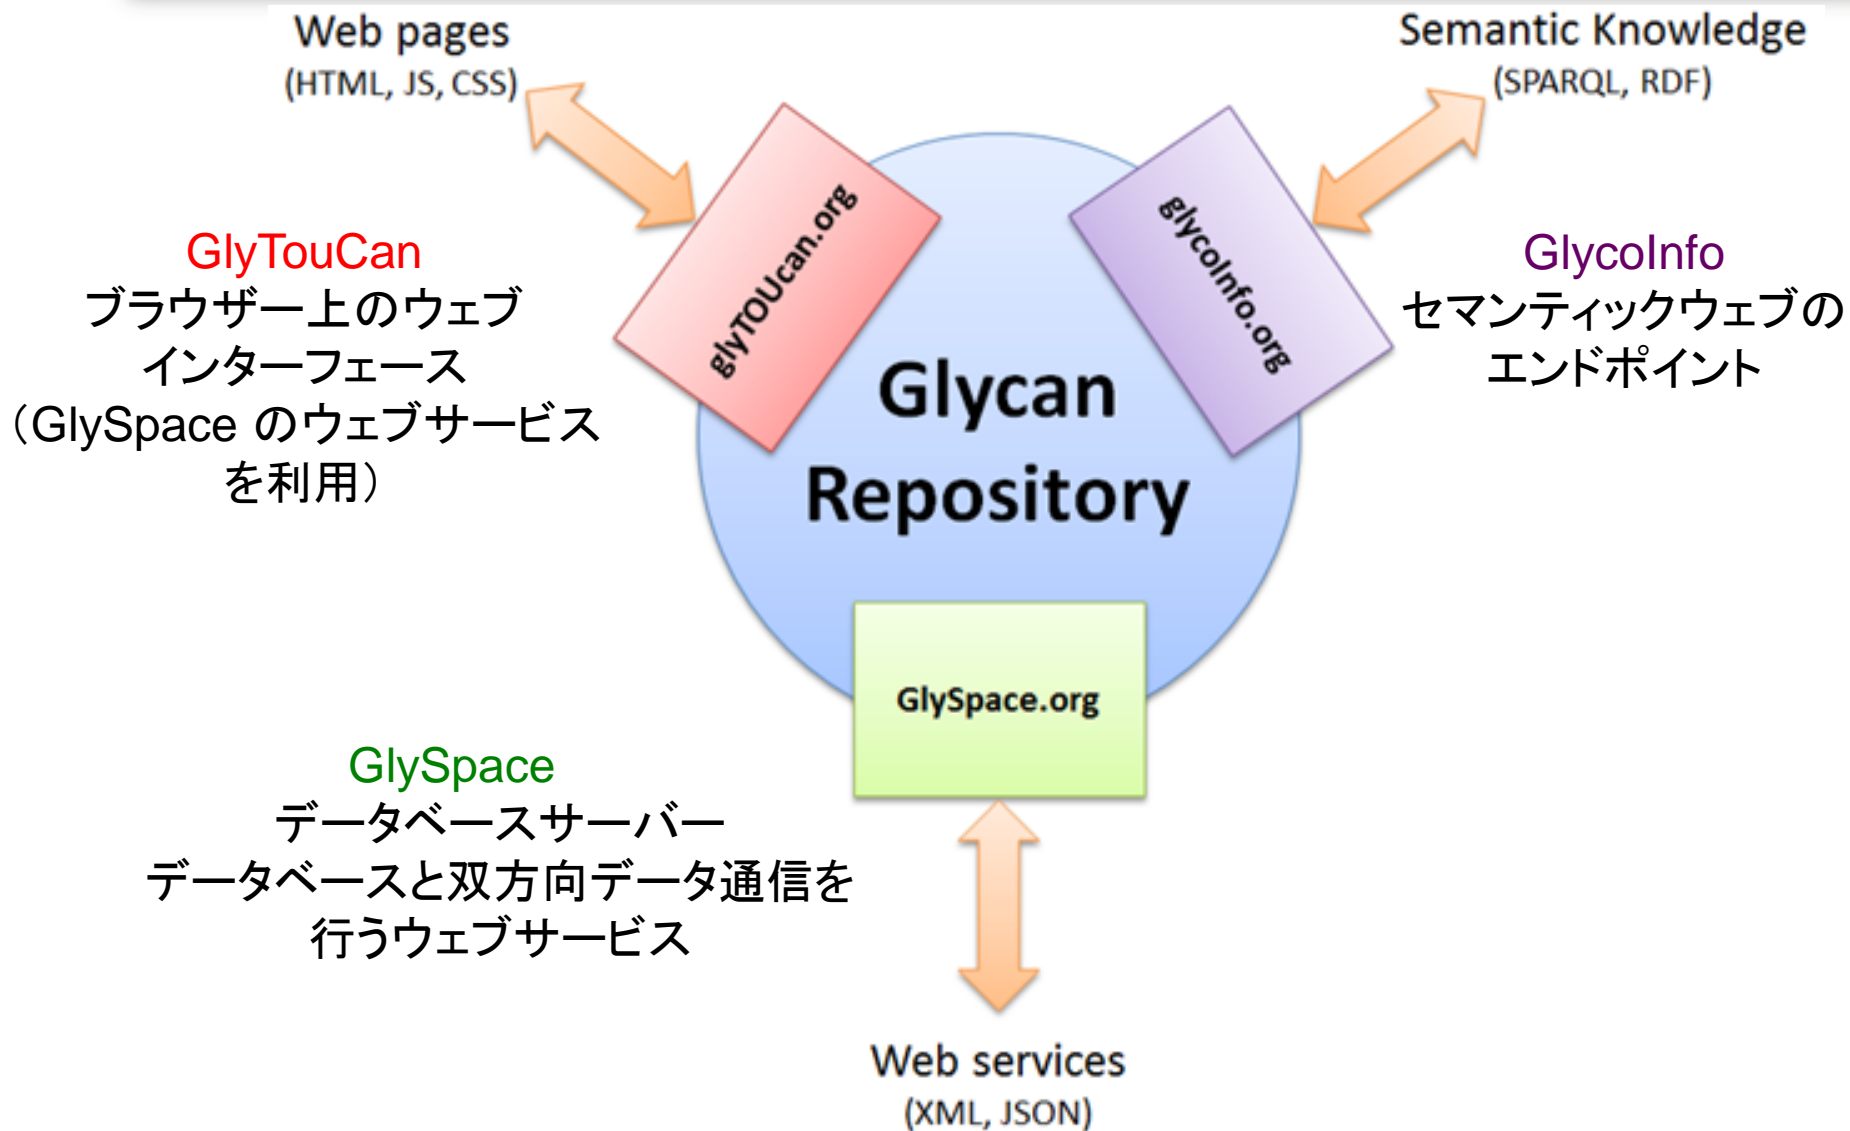 Web pages
(HTML, JS, CSS)
Semantic Knowledge
(SPARQL, RDF)
glyTOUcan.org
glycoInfo.org
GlyTouCan
ブラウザー上のウェブ
インターフェース
（GlySpace のウェブサービス
を利用）
GlycoInfo
セマンティックウェブの
エンドポイント
Glycan
Repository
GlySpace.org
GlySpace
データベースサーバー
データベースと双方向データ通信を
行うウェブサービス
Web services
(XML, JSON)